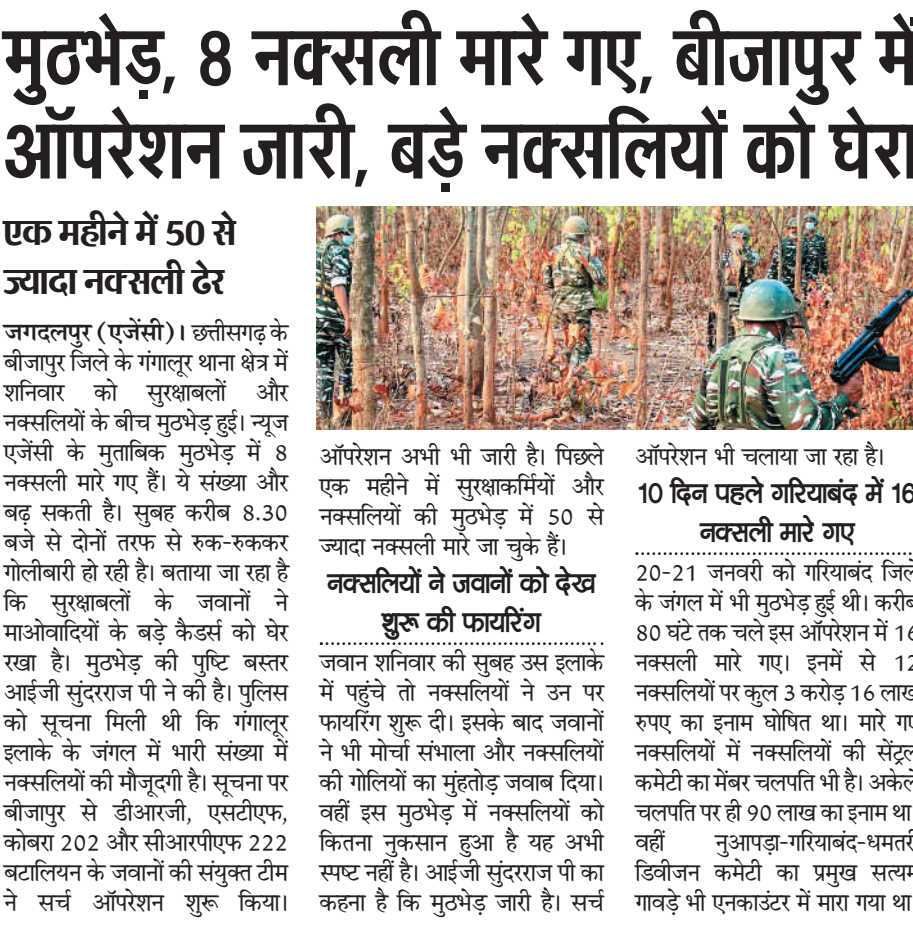 मुठभेड़, 8 नक्सली मारे गए, बीजापुर में
ऑपरेशन जारी, बड़े नक्सलियों को घेरा
एक महीने में 50 से
ज्यादा नक्सली ढेर
जगदलपुर (एजेंसी)। छत्तीसगढ़ के
बीजापुर जिले के गंगालूर थाना क्षेत्र में
शनिवार को सुरक्षाबलों और
नक्सलियों के बीच मुठभेड़ हुई। न्यूज
एजेंसी के मुताबिक मुठभेड़ में 8
नक्सली मारे गए हैं। ये संख्या और
बढ़ सकती है। सुबह करीब 8.30
बजे से दोनों तरफ से रुक-रुककर
गोलीबारी हो रही है। बताया जा रहा है
कि सुरक्षाबलों के जवानों ने
माओवादियों के बड़े कैडर्स को घेर
रखा है। मुठभेड़ की पुष्टि बस्तर
आईजी सुंदरराज पी ने की है। पुलिस
को सूचना मिली थी कि गंगालूर
इलाके के जंगल में भारी संख्या में
नक्सलियों की मौजूदगी है। सूचना पर
बीजापुर से डीआरजी, एसटीएफ,
कोबरा 202 और सीआरपीएफ 222
बटालियन के जवानों की संयुक्त टीम
ने सर्च ऑपरेशन शुरू किया।
ऑपरेशन अभी भी जारी है। पिछले
एक महीने में सुरक्षाकर्मियों और
नक्सलियों की मुठभेड़ में 50 से
ज्यादा नक्सली मारे जा चुके हैं।
नक्सलियों ने जवानों को देख
शुरू की फायरिंग
जवान शनिवार की सुबह उस इलाके
में पहुंचे तो नक्सलियों ने उन पर
फायरिंग शुरू दी। इसके बाद जवानों
ने भी मोर्चा संभाला और नक्सलियों
की गोलियों का मुंहतोड़ जवाब दिया।
वहीं इस मुठभेड़ में नक्सलियों को
कितना नुकसान हुआ है यह अभी
स्पष्ट नहीं है। आईजी सुंदरराज पी का
कहना है कि मुठभेड़ जारी है। सर्च
ऑपरेशन भी चलाया जा रहा है।
10 दिन पहले गरियाबंद में 16
नक्सली मारे गए
20-21 जनवरी को गरियाबंद जिले
के जंगल में भी मुठभेड़ हुई थी। करीब
80 घंटे तक चले इस ऑपरेशन में 16
नक्सली मारे गए। इनमें से 12
नक्सलियों पर कुल 3 करोड़ 16 लाख
रुपए का इनाम घोषित था। मारे गए
नक्सलियों में नक्सलियों की सेंट्रल
कमेटी का मेंबर चलपति भी है। अकेले
चलपति पर ही 90 लाख का इनाम था
वहीं नुआपड़ा-गरियाबंद-धमतरी
डिवीजन कमेटी का प्रमुख सत्यम
गावड़े भी एनकाउंटर में मारा गया था